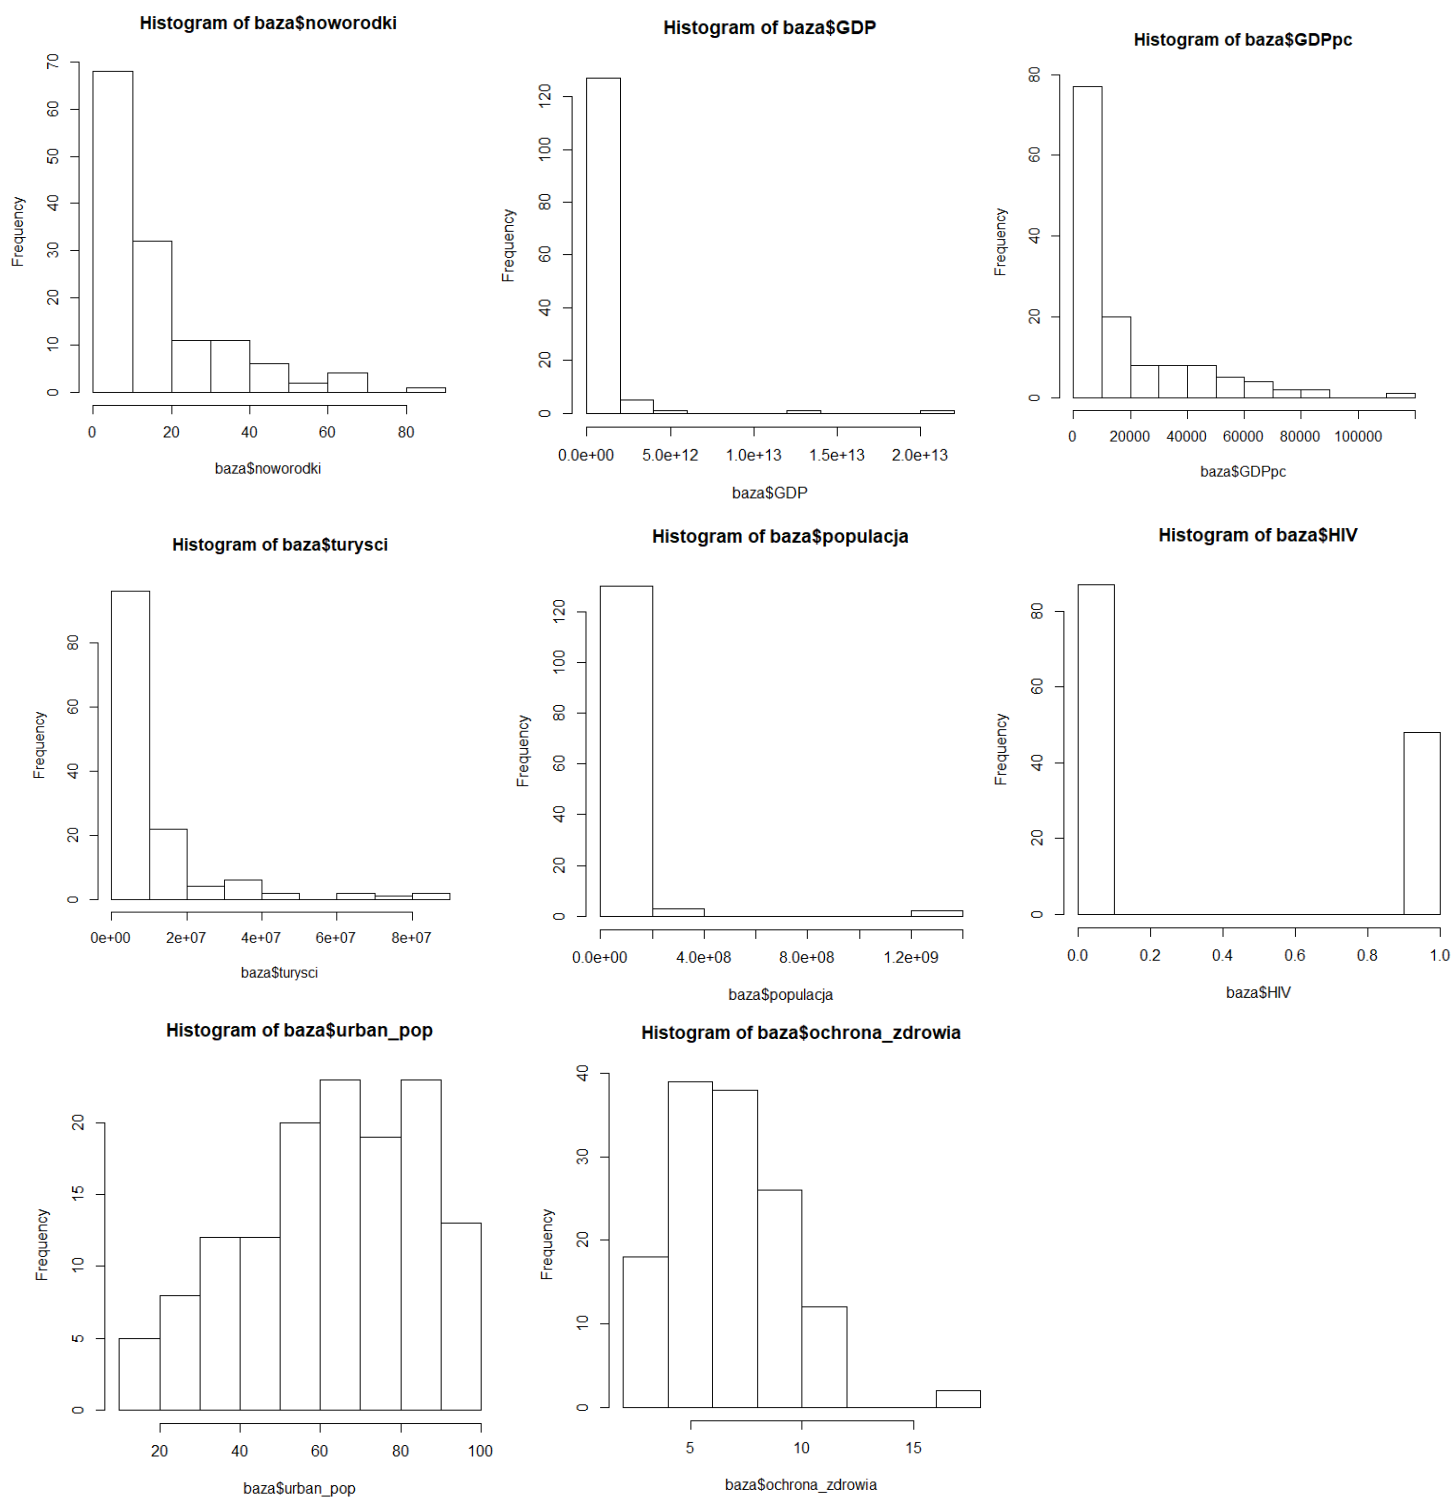 Histogram of baza$noworodki
Frequency
0 10 20 30 40 50 60 70
0 20 40 60 80
baza$noworodki
Histogram of baza$GDP
Frequency
0 20 40 60 80 100 120
0.0e+00 5.0e+12 1.0e+13 1.5e+13 2.0e+13
baza$GDP
Histogram of baza$GDPpc
Frequency
0 20 40 60 80
0 20000 40000 60000 80000 100000
baza$GDPpc
Histogram of baza$turysci
Frequency
0 20 40 60 80
0e+00 2e+07 4e+07 6e+07 8e+07
baza$turysci
Histogram of baza$populacja
Frequency
0 20 40 60 80 100 120
0.0e+00 4.0e+08 8.0e+08 1.2e+09
baza$populacja
Histogram of baza$HIV
Frequency
0 20 40 60 80
0.0 0.2 0.4 0.6 0.8 1.0
baza$HIV
Histogram of baza$urban_pop
Frequency
0 5 10 15 20
20 40 60 80 100
baza$urban_pop
Histogram of baza$ochrona_zdrowia
Frequency
0 10 20 30 40
5 10 15
baza$ochrona_zdrowia